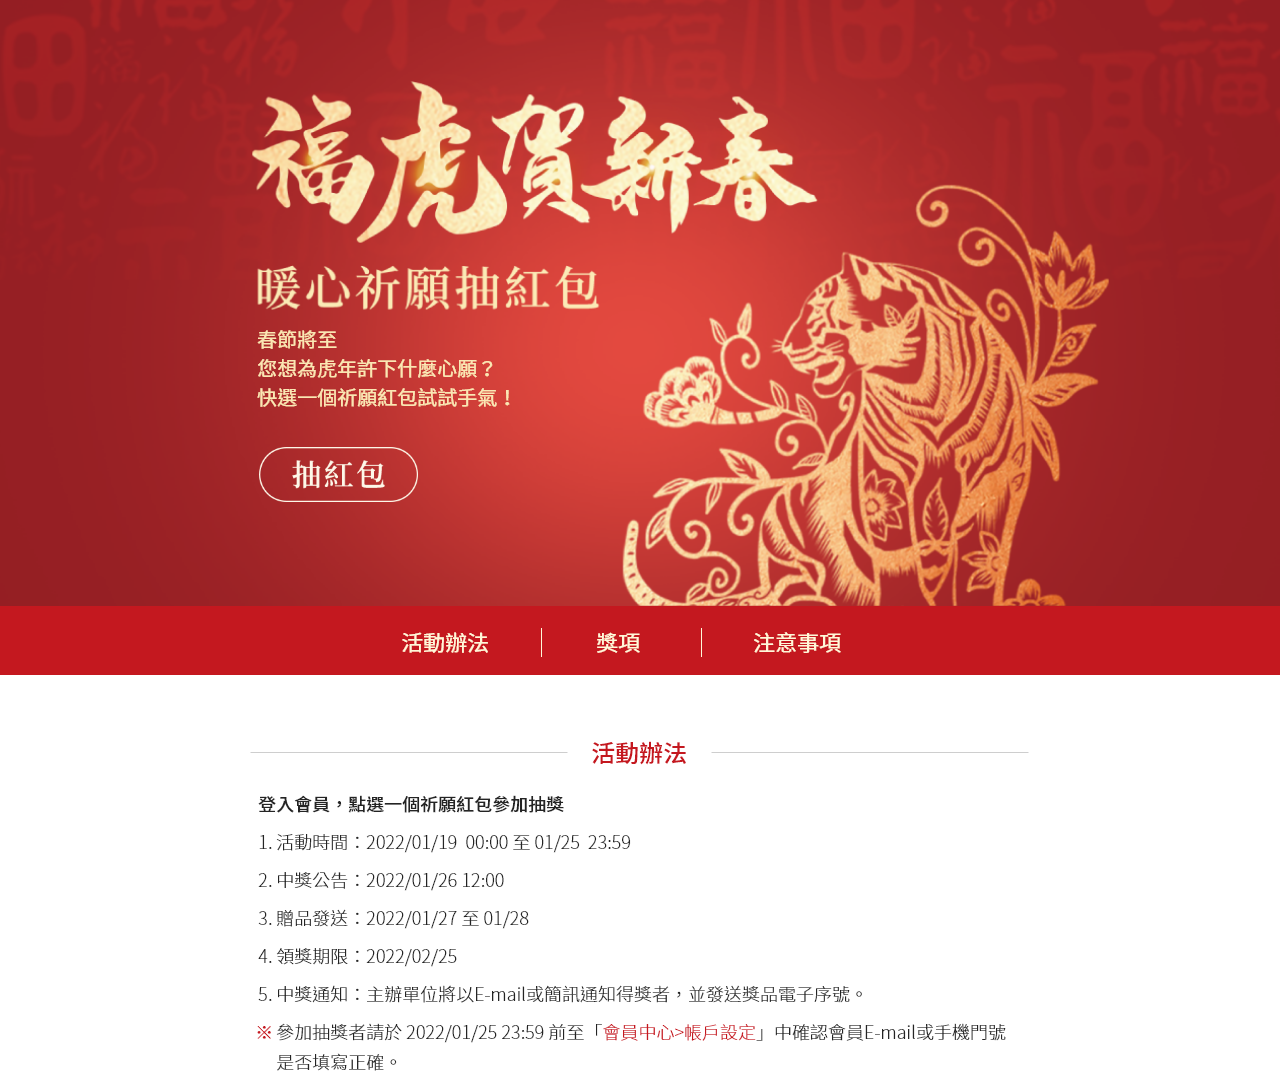 福虎賀新春
暖心祈願抽紅包
春節將至
您想為虎年許下什麼心願？
快選一個祈願紅包試試手氣！
抽紅包
活動辦法
獎項
注意事項
活動辦法
登入會員，點選一個祈願紅包參加抽獎
1. 活動時間：2022/01/19  00:00 至 01/25  23:59
2. 中獎公告：2022/01/26 12:00
3. 贈品發送：2022/01/27 至 01/28
4. 領獎期限：2022/02/25
5. 中獎通知：主辦單位將以E-mail或簡訊通知得獎者，並發送獎品電子序號。
※ 參加抽獎者請於 2022/01/25 23:59 前至「會員中心>帳戶設定」中確認會員E-mail或手機門號
是否填寫正確。